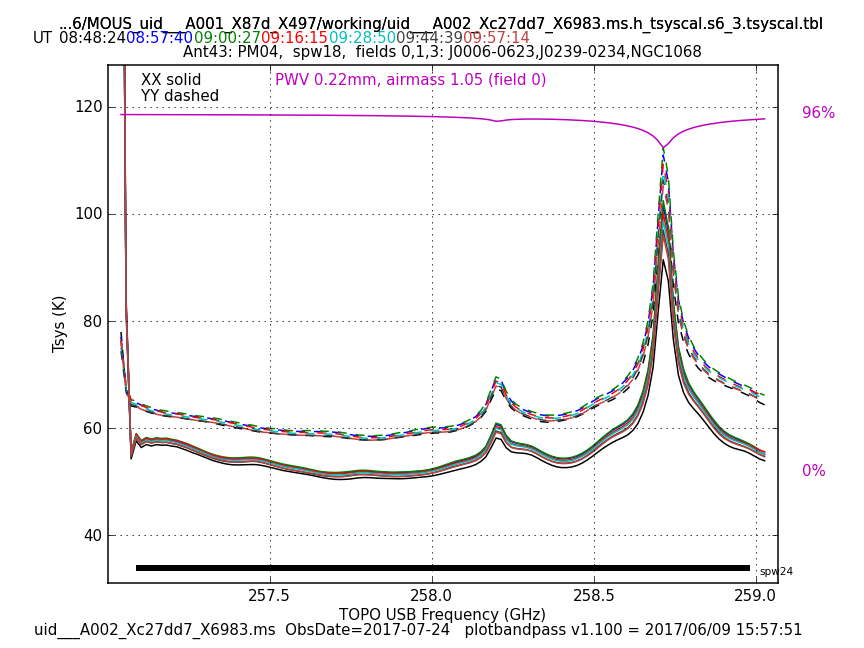 ...6/MOUS_uid___A001_X87d_X497/working/uid___A002_Xc27dd7_X6983.ms.h_tsyscal.s6_3.tsyscal.tbl
UT 08:48:24 08:57:40 09:00:27 09:16:15 09:28:50 09:44:39 09:57:14
Ant43: PM04, spw18, fields 0,1,3: J0006-0623,J0239-0234,NGC1068
XX solid
PWV 0.22mm, airmass 1.05 (field 0)
YY dashed
120
96%
100
80
Tsys (K)
60
0%
40
spw24
257.5 258.0 258.5 259.0
TOPO USB Frequency (GHz)
uid___A002_Xc27dd7_X6983.ms ObsDate=2017-07-24 plotbandpass v1.100 = 2017/06/09 15:57:51